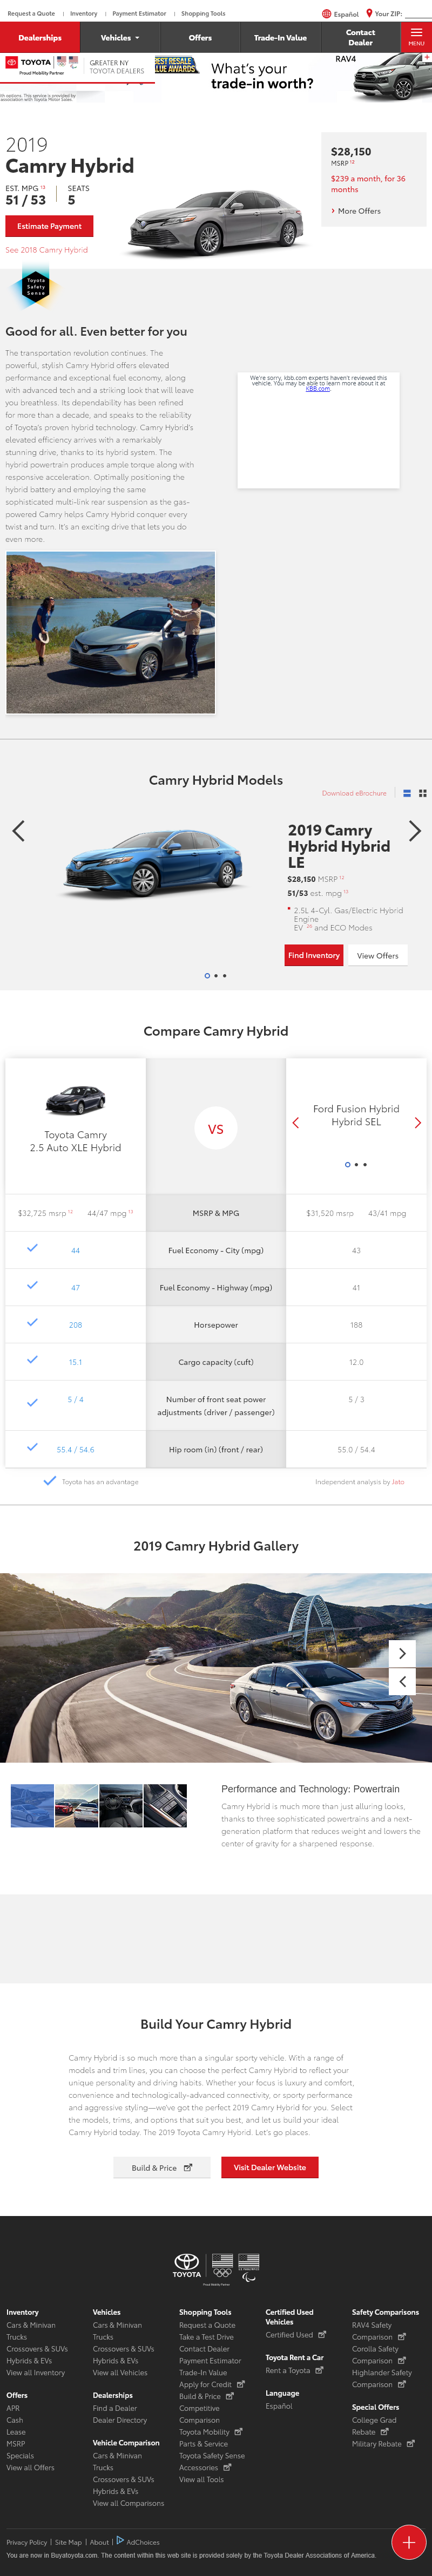 Request a Quote
Inventory
Payment Estimator
Shopping Tools
Español
Your ZIP:
Dealerships
Vehicles
Offers
Trade-In Value
Contact
Dealer
MENU
TOYOTA
Proud Mobility Partner
GREATER NY
TOYOTA DEALERS
BEST RESALE
VALUE AWARDS
What's your
trade-in worth?
RAV4
association with Toyota Motor Sales.
2019
Camry Hybrid
EST. MPG 13
51 / 53
SEATS
5
Estimate Payment
See 2018 Camry Hybrid
$28,150
MSRP 12
$239 a month, for 36
months
More Offers
Toyota
Safety
Sense
Good for all. Even better for you
The transportation revolution continues. The
powerful, stylish Camry Hybrid offers elevated
performance and exceptional fuel economy, along
with advanced tech and a striking look that will leave
you breathless. Its dependability has been refined
for more than a decade, and speaks to the reliability
of Toyota's proven hybrid technology. Camry Hybrid's
elevated efficiency arrives with a remarkably
stunning drive, thanks to its hybrid system. The
hybrid powertrain produces ample torque along with
responsive acceleration. Optimally positioning the
hybrid battery and employing the same
sophisticated multi-link rear suspension as the gas-
powered Camry helps Camry Hybrid conquer every
twist and turn. It's an exciting drive that lets you do
even more.
We're sorry, kbb.com experts haven't reviewed this
vehicle. You may be able to learn more about it at
KBB.com.
Camry Hybrid Models
Download eBrochure
2019 Camry
Hybrid Hybrid
LE
$28,150 MSRP 12
51/53 est. mpg 13
2.5L 4-Cyl. Gas/Electric Hybrid
Engine
EV 26 and ECO Modes
Find Inventory
View Offers
Compare Camry Hybrid
Toyota Camry
2.5 Auto XLE Hybrid
VS
Ford Fusion Hybrid
Hybrid SEL
$32,725 msrp 12
44/47 mpg 13
MSRP & MPG
$31,520 msrp
43/41 mpg
44
Fuel Economy - City (mpg)
43
47
Fuel Economy - Highway (mpg)
41
208
Horsepower
188
15.1
Cargo capacity (cuft)
12.0
5 / 4
Number of front seat power
adjustments (driver / passenger)
5 / 3
55.4 / 54.6
Hip room (in) (front / rear)
55.0 / 54.4
Toyota has an advantage
Independent analysis by Jato
2019 Camry Hybrid Gallery
Performance and Technology: Powertrain
Camry Hybrid is much more than just alluring looks,
thanks to three sophisticated powertrains and a next-
generation platform that reduces weight and lowers the
center of gravity for a sharpened response.
Build Your Camry Hybrid
Camry Hybrid is so much more than a singular sporty vehicle. With a range of
models and trim lines, you can choose the perfect Camry Hybrid to reflect your
unique personality and driving habits. Whether your focus is luxury and comfort,
convenience and technologically-advanced connectivity, or sporty performance
and aggressive styling—we've got the perfect 2019 Camry Hybrid for you. Select
the models, trims, and options that suit you best, and let us build your ideal
Camry Hybrid today. The 2019 Toyota Camry Hybrid. Let's go places.
Build & Price
Visit Dealer Website
TOYOTA
Proud Mobility Partner
Inventory
Cars & Minivan
Trucks
Crossovers & SUVs
Hybrids & EVs
View all Inventory
Offers
APR
Cash
Lease
MSRP
Specials
View all Offers
Vehicles
Cars & Minivan
Trucks
Crossovers & SUVs
Hybrids & EVs
View all Vehicles
Dealerships
Find a Dealer
Dealer Directory
Vehicle Comparison
Cars & Minivan
Trucks
Crossovers & SUVs
Hybrids & EVs
View all Comparisons
Shopping Tools
Request a Quote
Take a Test Drive
Contact Dealer
Payment Estimator
Trade-In Value
Apply for Credit
Build & Price
Competitive
Comparison
Toyota Mobility
Parts & Service
Toyota Safety Sense
Accessories
View all Tools
Certified Used
Vehicles
Certified Used
Toyota Rent a Car
Rent a Toyota
Language
Español
Safety Comparisons
RAV4 Safety
Comparison
Corolla Safety
Comparison
Highlander Safety
Comparison
Special Offers
College Grad
Rebate
Military Rebate
Privacy Policy
Site Map
About
AdChoices
You are now in Buyatoyota.com. The content within this web site is provided solely by the Toyota Dealer Associations of America.